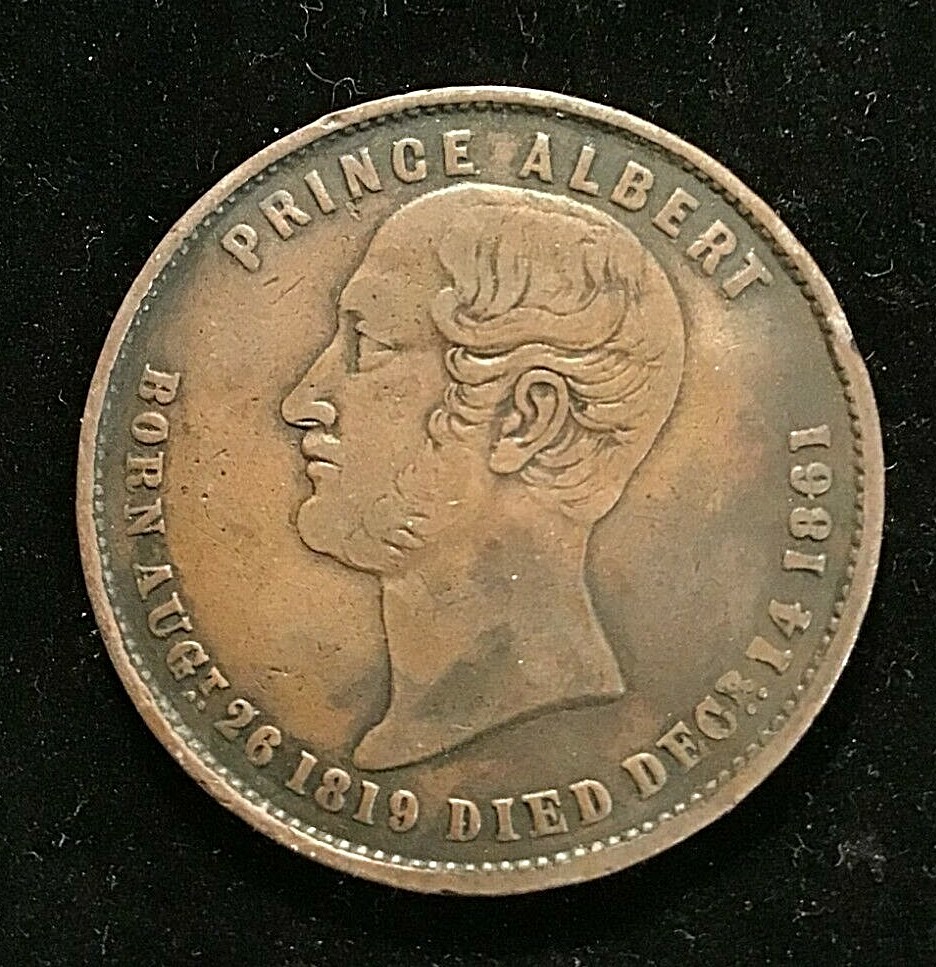 PRINCE ALBERT
BORN AUGT. 26 1819 DIED DECR. 14 1861